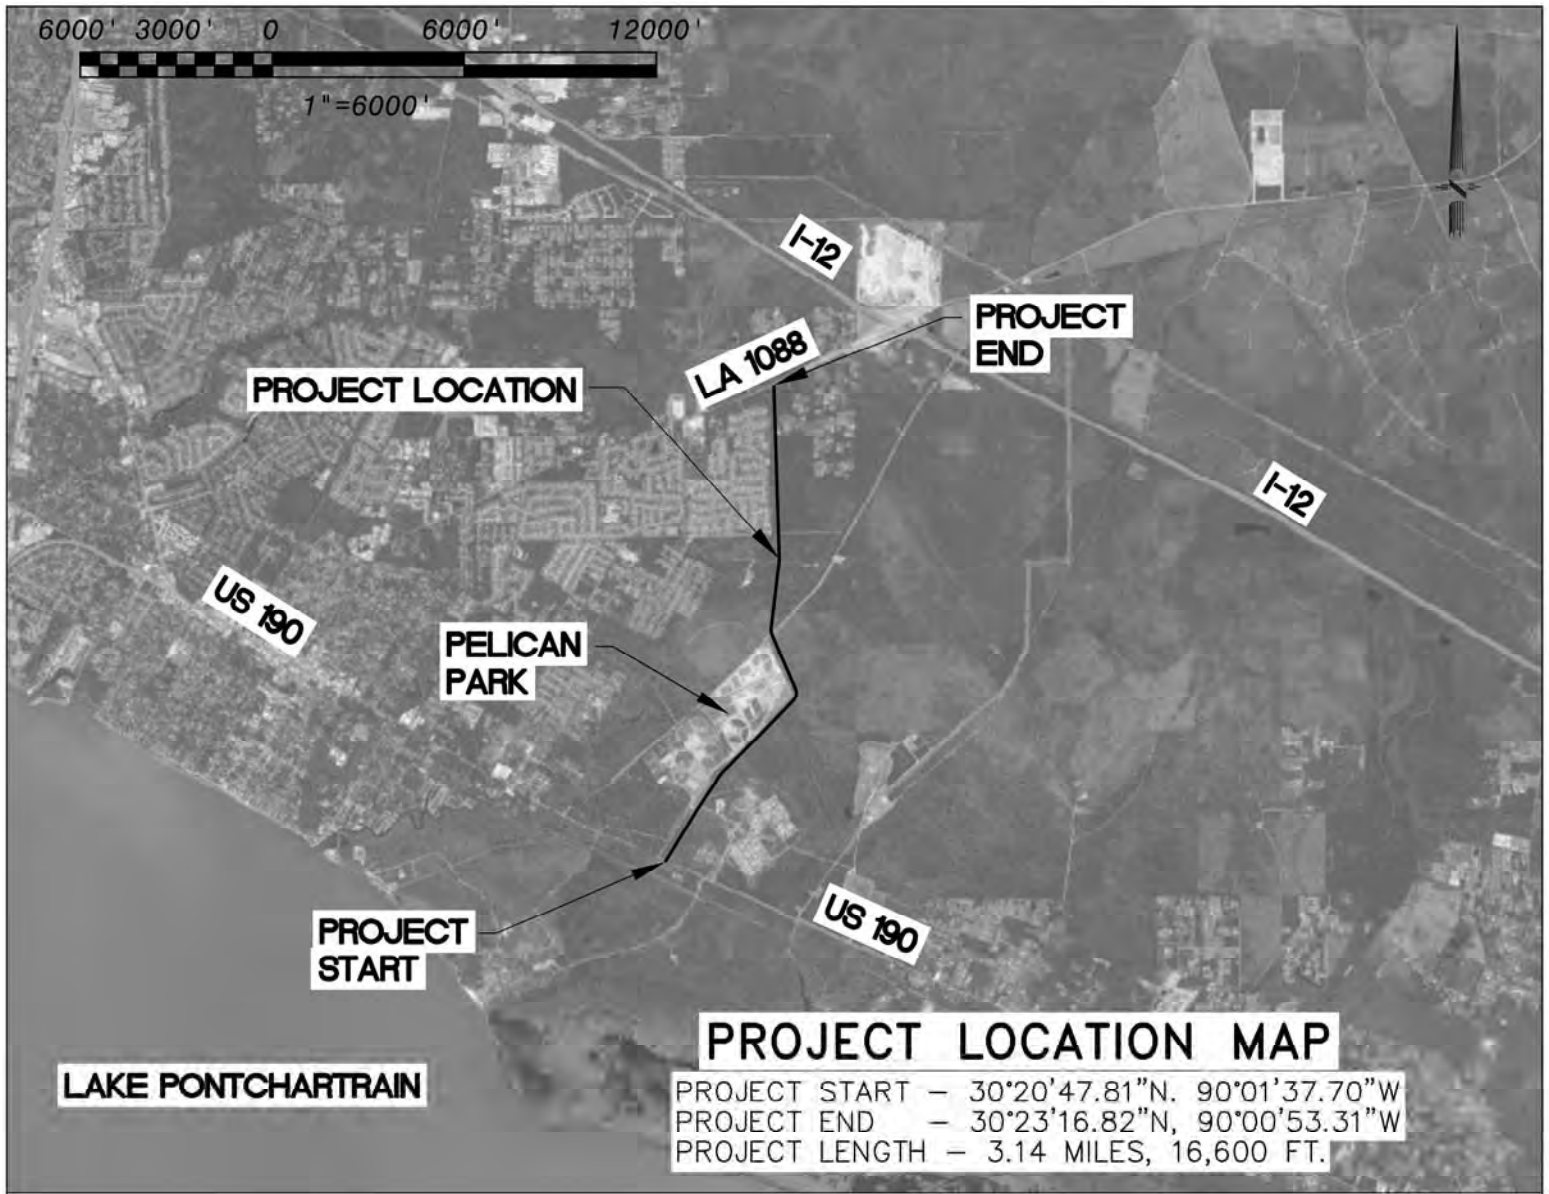 6000' 3000' 0 6000' 12000'
1"=6000'
I-12
PROJECT
END
LA 1088
PROJECT LOCATION
I-12
US 190
PELICAN
PARK
US 190
PROJECT
START
PROJECT LOCATION MAP
LAKE PONTCHARTRAIN
PROJECT START – 30°20'47.81"N. 90°01'37.70"W
PROJECT END – 30°23'16.82"N, 90°00'53.31"W
PROJECT LENGTH – 3.14 MILES, 16,600 FT.